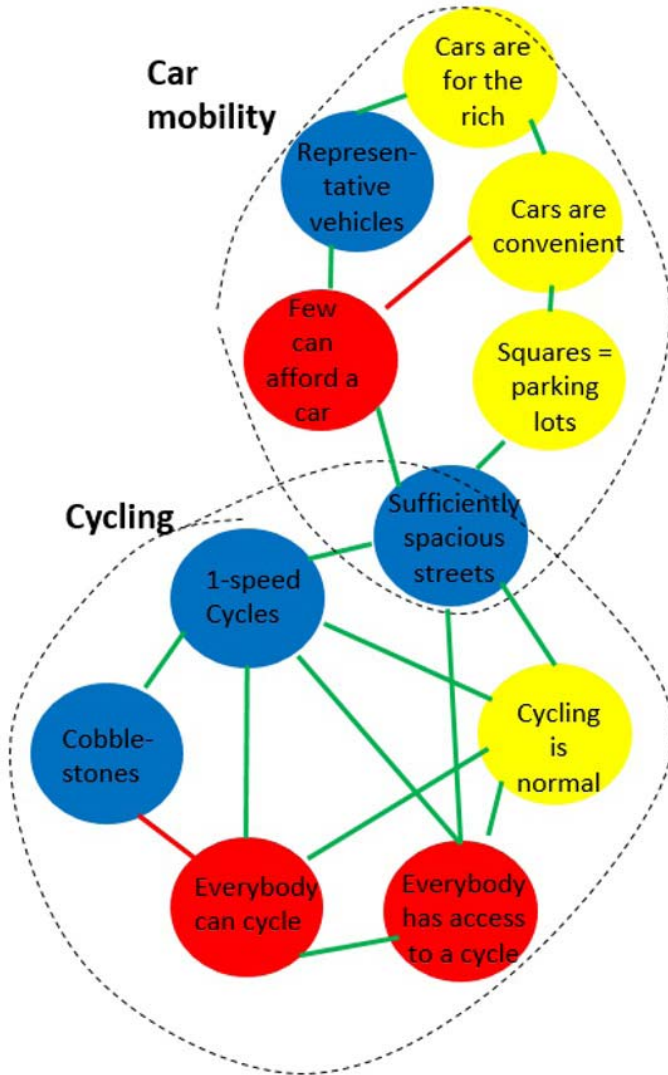 Car
mobility
Cars are
for the
rich
Represen-
tative
vehicles
Cars are
convenient
Few
can
afford a
car
Squares =
parking
lots
Cycling
Sufficiently
spacious
streets
1-speed
Cycles
Cobble-
stones
Cycling
is
normal
Everybody
can cycle
Everybody
has access
to a cycle